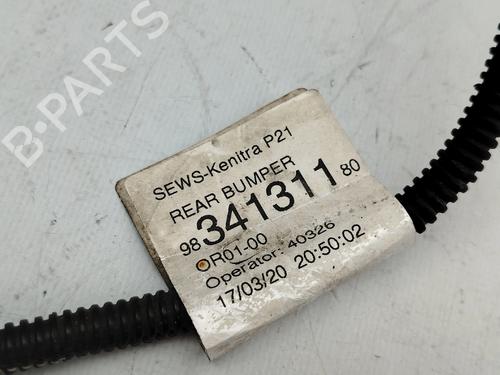 B-PARTS
SEWS-Kenitra P21
REAR BUMPER
98 341311 80
R01-00
Operator: 40326
17/03/20 20:50:02